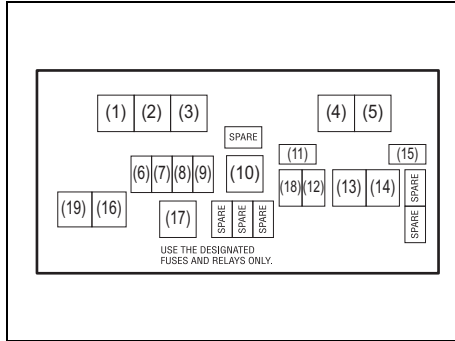 (1) (2) (3) (4) (5)
SPARE
(11) (15)
(6) (7) (8) (9) (10)
(18) (12) (13) (14) SPARE
(19) (16) (17) SPARE SPARE SPARE SPARE
USE THE DESIGNATED
FUSES AND RELAYS ONLY.